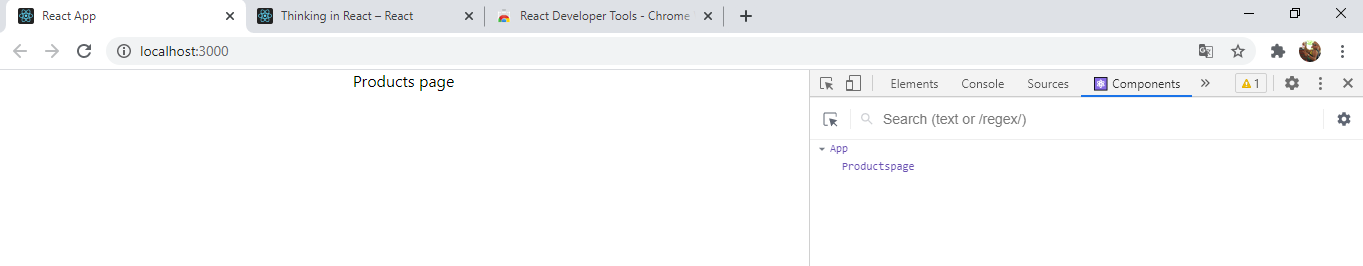 React App
Thinking in React – React
React Developer Tools - Chrome
localhost:3000
Products page
Elements
Console
Sources
Components
1
Search (text or /regex/)
App
Productspage